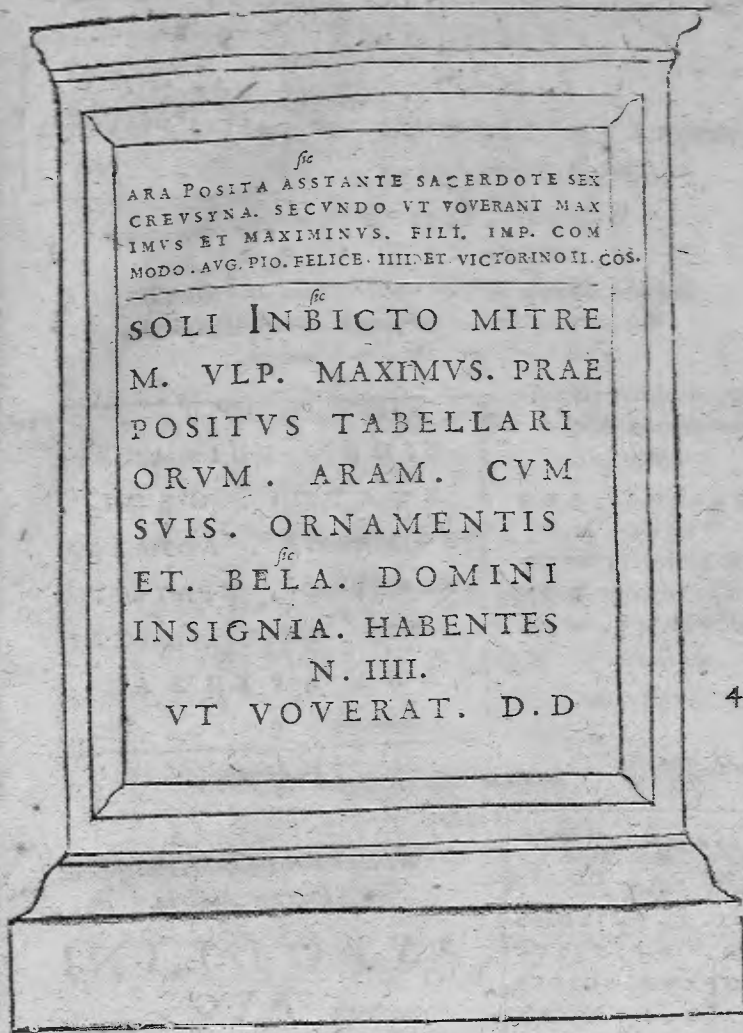 sic
ARA POSITA ASSTANTE SACERDOTE SEX
CREVSYNA. SECVNDO VT VOVERANT MAX
IMVS ET MAXIMINVS. FILI. IMP. COM
MODO. AVG. PIO. FELICE. IIII. ET. VICTORINO II. COS.
sic
SOLI INBICTO MITRE
M. VLP. MAXIMVS. PRAE
POSITVS TABELLARI
ORVM. ARAM. CVM
SVIS. ORNAMENTIS
sic
ET. BELA. DOMINI
INSIGNIA. HABENTES
N. IIII.
VT VOVERAT. D.D
4